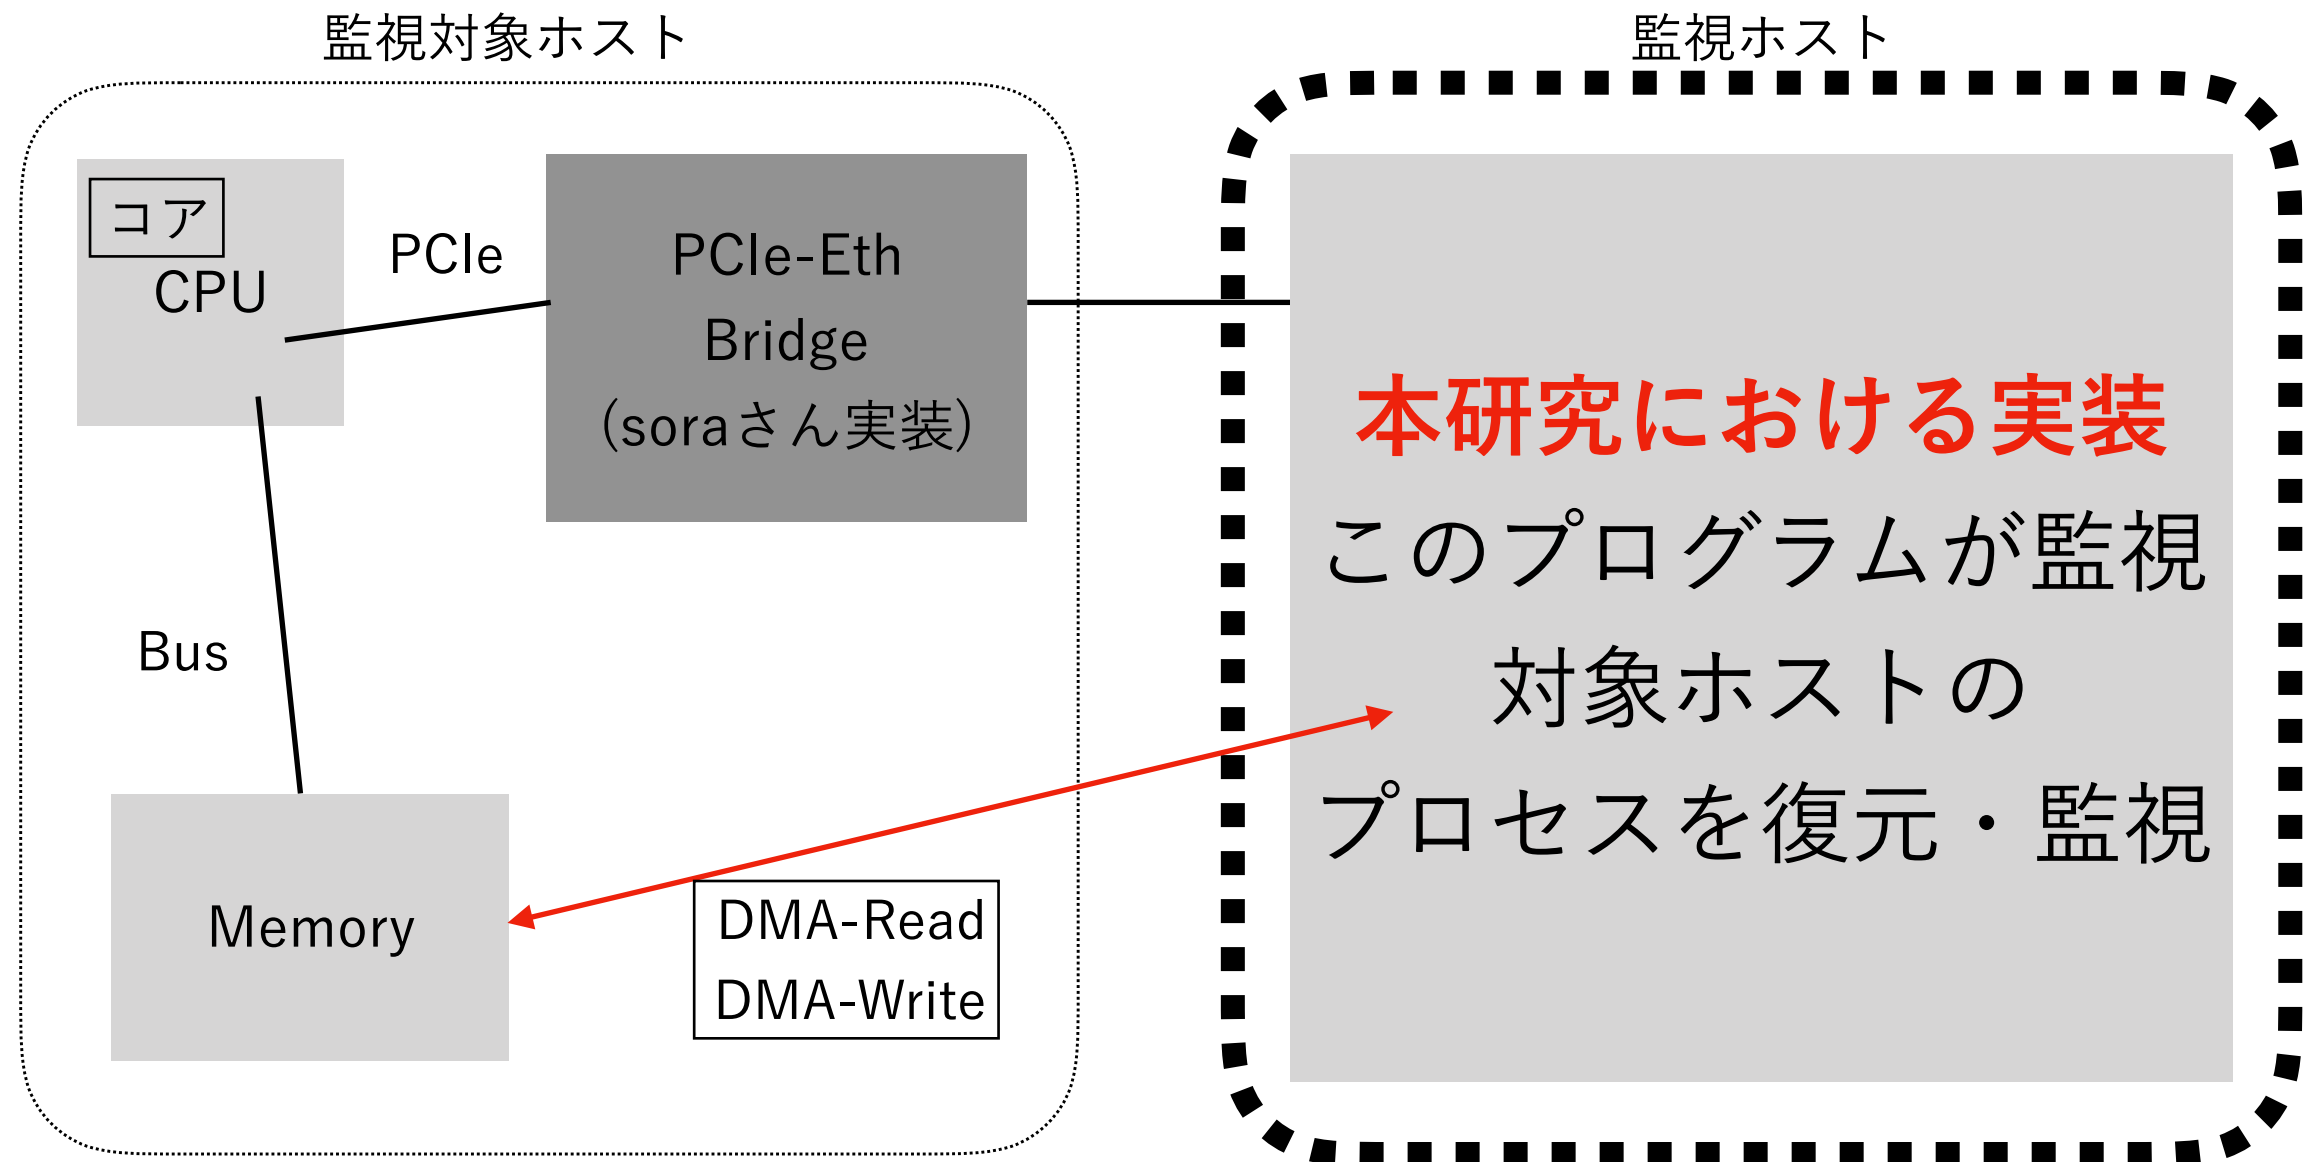 監視対象ホスト
監視ホスト
コア
CPU
PCIe
PCIe-Eth
Bridge
(soraさん実装)
Bus
Memory
DMA-Read
DMA-Write
本研究における実装
このプログラムが監視
対象ホストの
プロセスを復元・監視